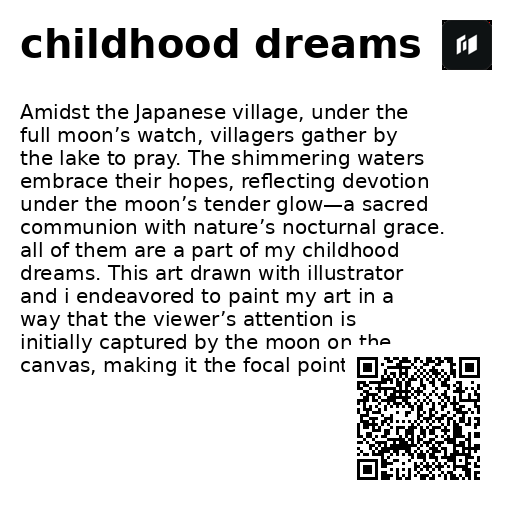 childhood dreams
Amidst the Japanese village, under the
full moon’s watch, villagers gather by
the lake to pray. The shimmering waters
embrace their hopes, reflecting devotion
under the moon’s tender glow—a sacred
communion with nature’s nocturnal grace.
all of them are a part of my childhood
dreams. This art drawn with illustrator
and i endeavored to paint my art in a
way that the viewer’s attention is
initially captured by the moon on the
canvas, making it the focal point